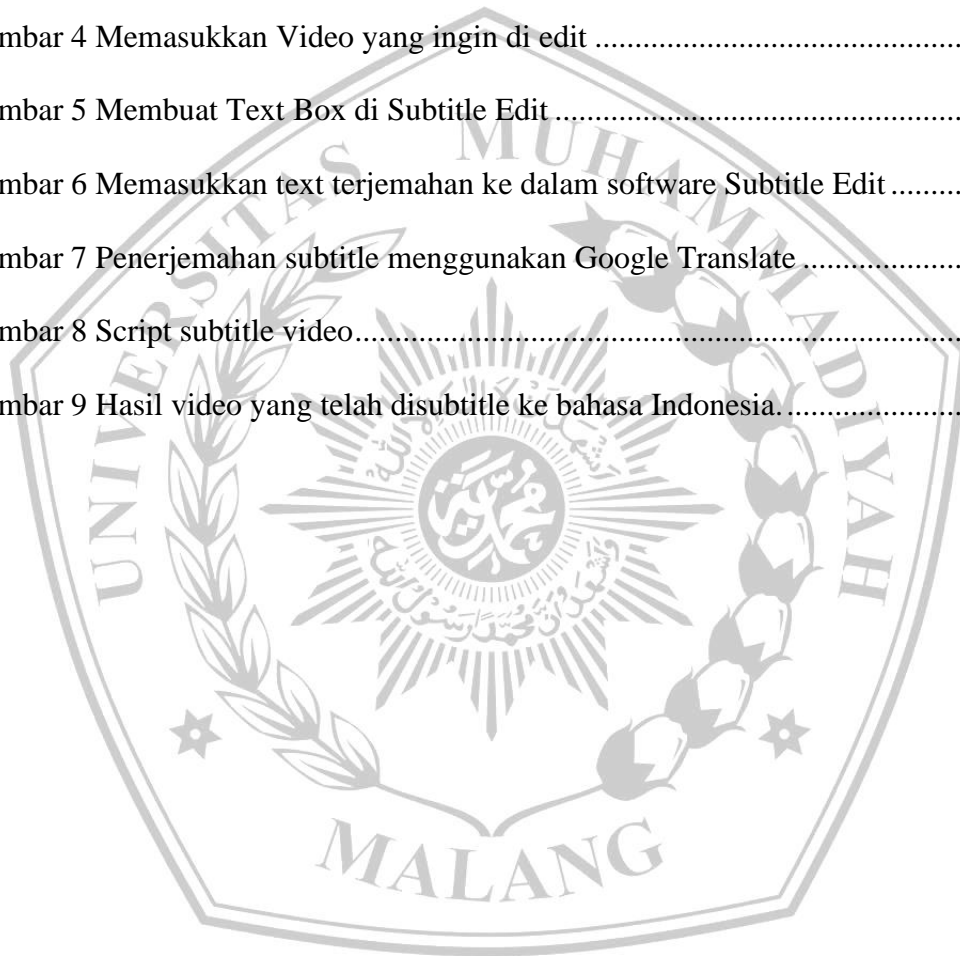 mbar 4 Memasukkan Video yang ingin di edit ..............................................
mbar 5 Membuat Text Box di Subtitle Edit ...................................................
mbar 6 Memasukkan text terjemahan ke dalam software Subtitle Edit .........
mbar 7 Penerjemahan subtitle menggunakan Google Translate ....................
mbar 8 Script subtitle video............................................................................
mbar 9 Hasil video yang telah disubtitle ke bahasa Indonesia. ......................
UNIVERSITAS MUHAMMADIYAH
MALANG